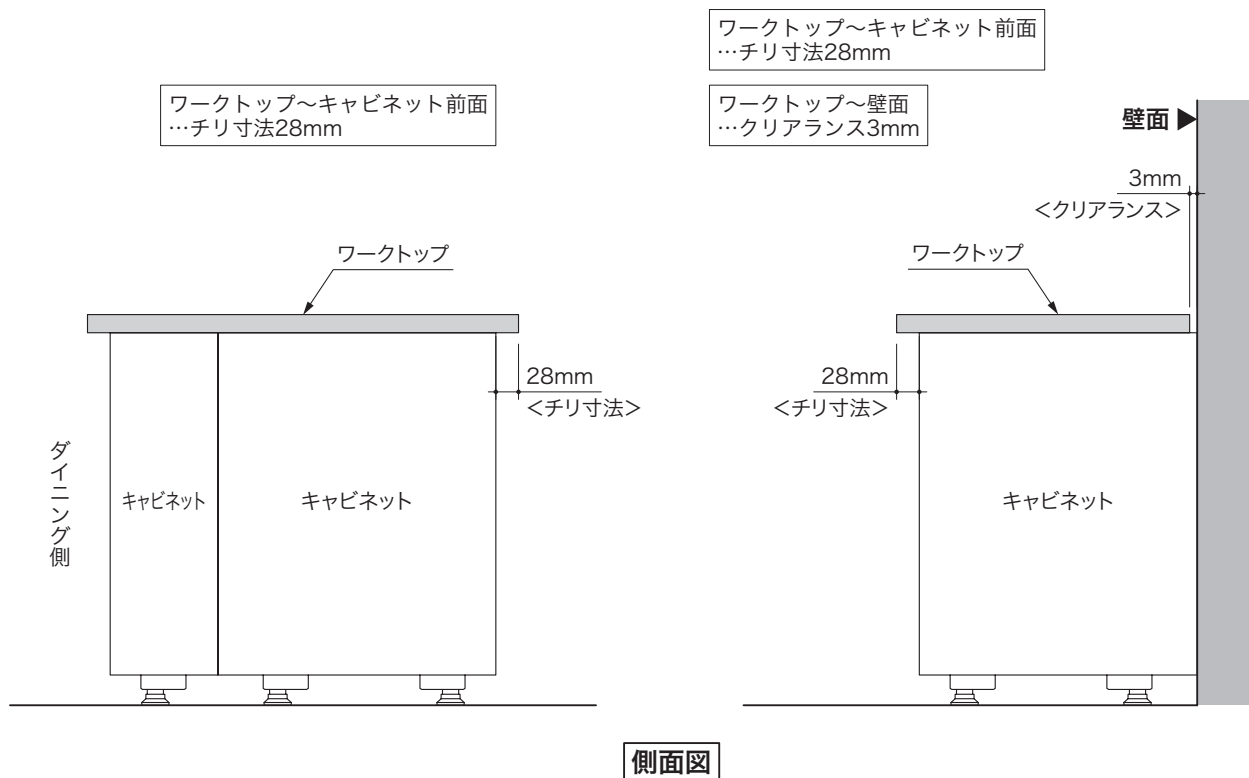 ワークトップ～キャビネット前面
…チリ寸法28mm
ワークトップ
28mm
＜チリ寸法＞
ダイニング側
キャビネット
キャビネット
ワークトップ～キャビネット前面
…チリ寸法28mm
ワークトップ～壁面
…クリアランス3mm
壁面▶
3mm
＜クリアランス＞
ワークトップ
28mm
＜チリ寸法＞
キャビネット
側面図